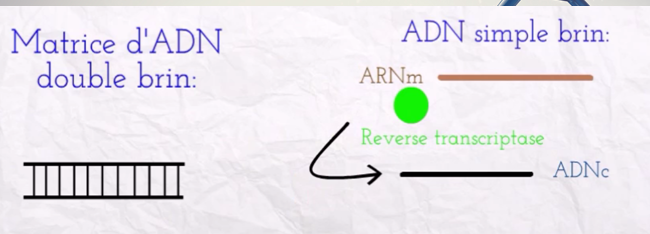 Matrice d'ADN
double brin:
ADN simple brin:
ARNm
Reverse transcriptase
ADNc